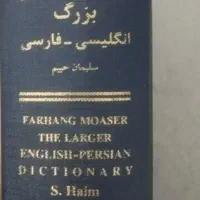 بزرگ
انگلیسی - فارسی
سلیمان حییم
FARHANG MOASER
THE LARGER
ENGLISH-PERSIAN
DICTIONARY
S. Haim